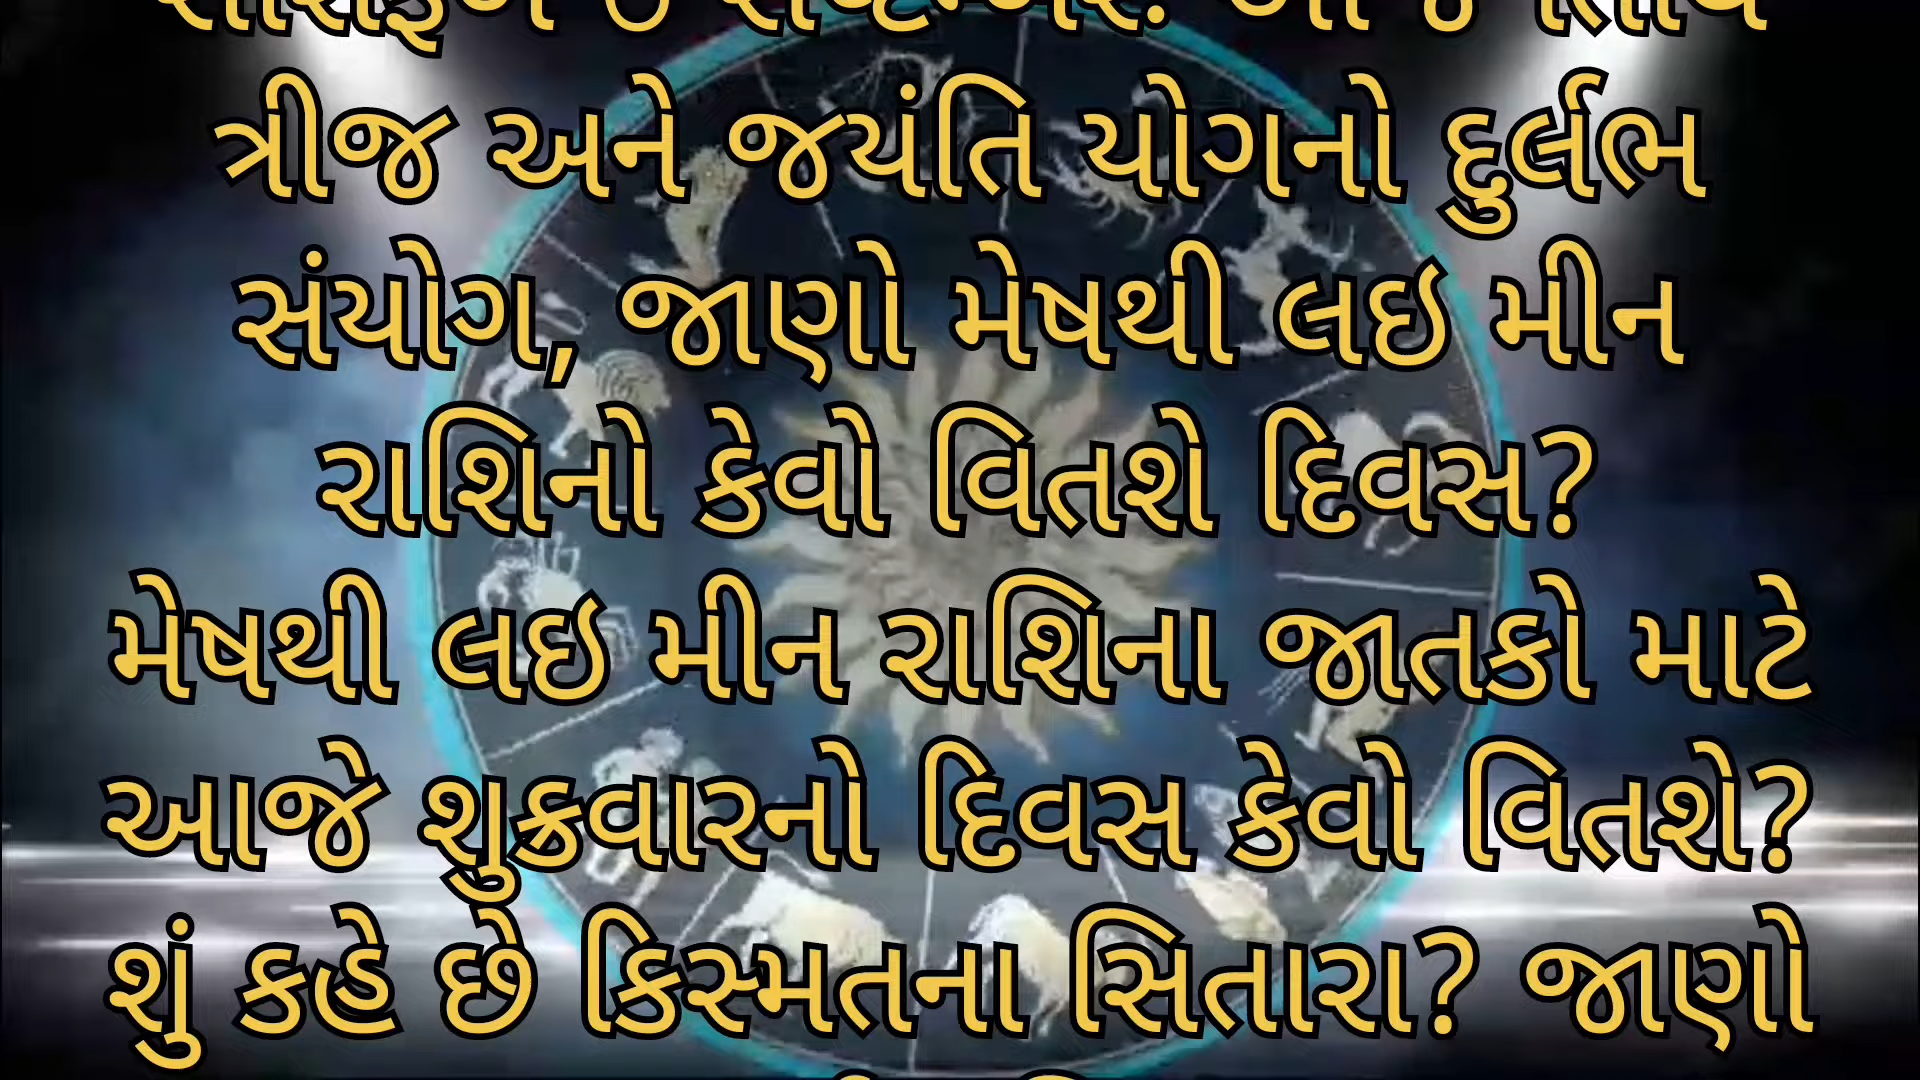 ત્રીજ અને જયંતિ યોગનો દુર્લભ
સંયોગ, જાણો મેષથી લઇ મીન
રાશિનો કેવો વિતશે દિવસ?
મેષથી લઇ મીન રાશિના જાતકો માટે
આજે શુક્રવારનો દિવસ કેવો વિતશે?
શું કહે છે કિસ્મતના સિતારા? જાણો